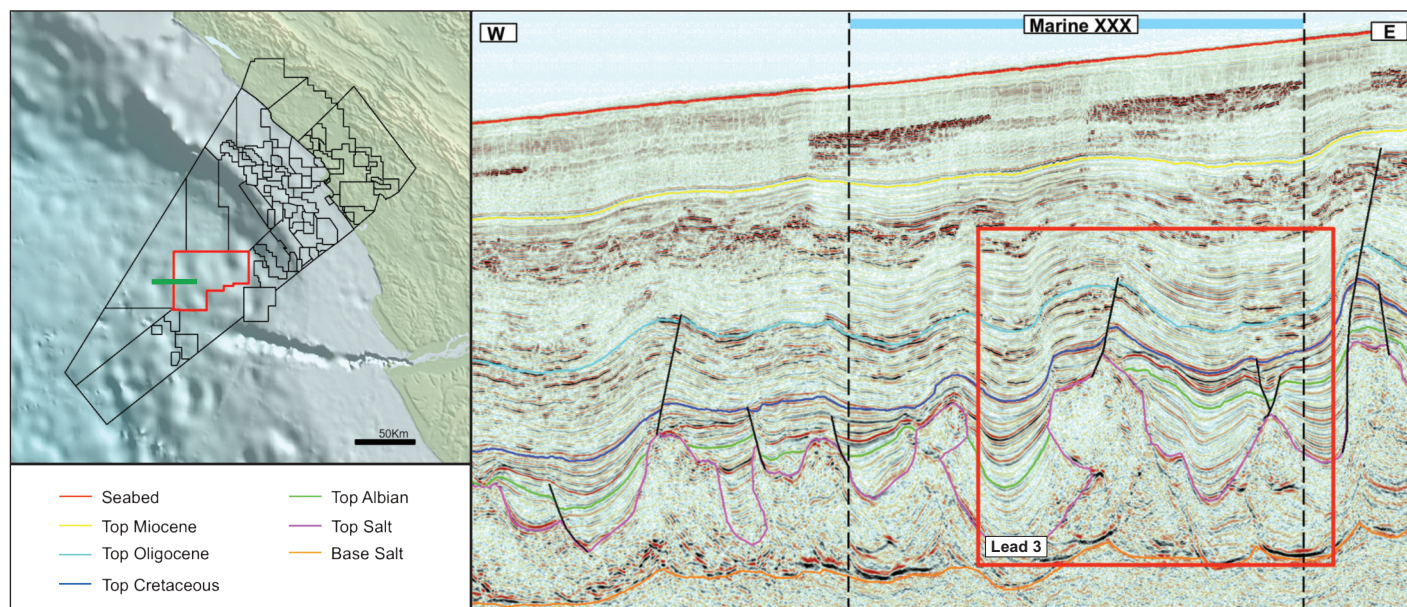 W
Marine XXX
E
50Km
Seabed
Top Miocene
Top Oligocene
Top Cretaceous
Top Albian
Top Salt
Base Salt
Lead 3